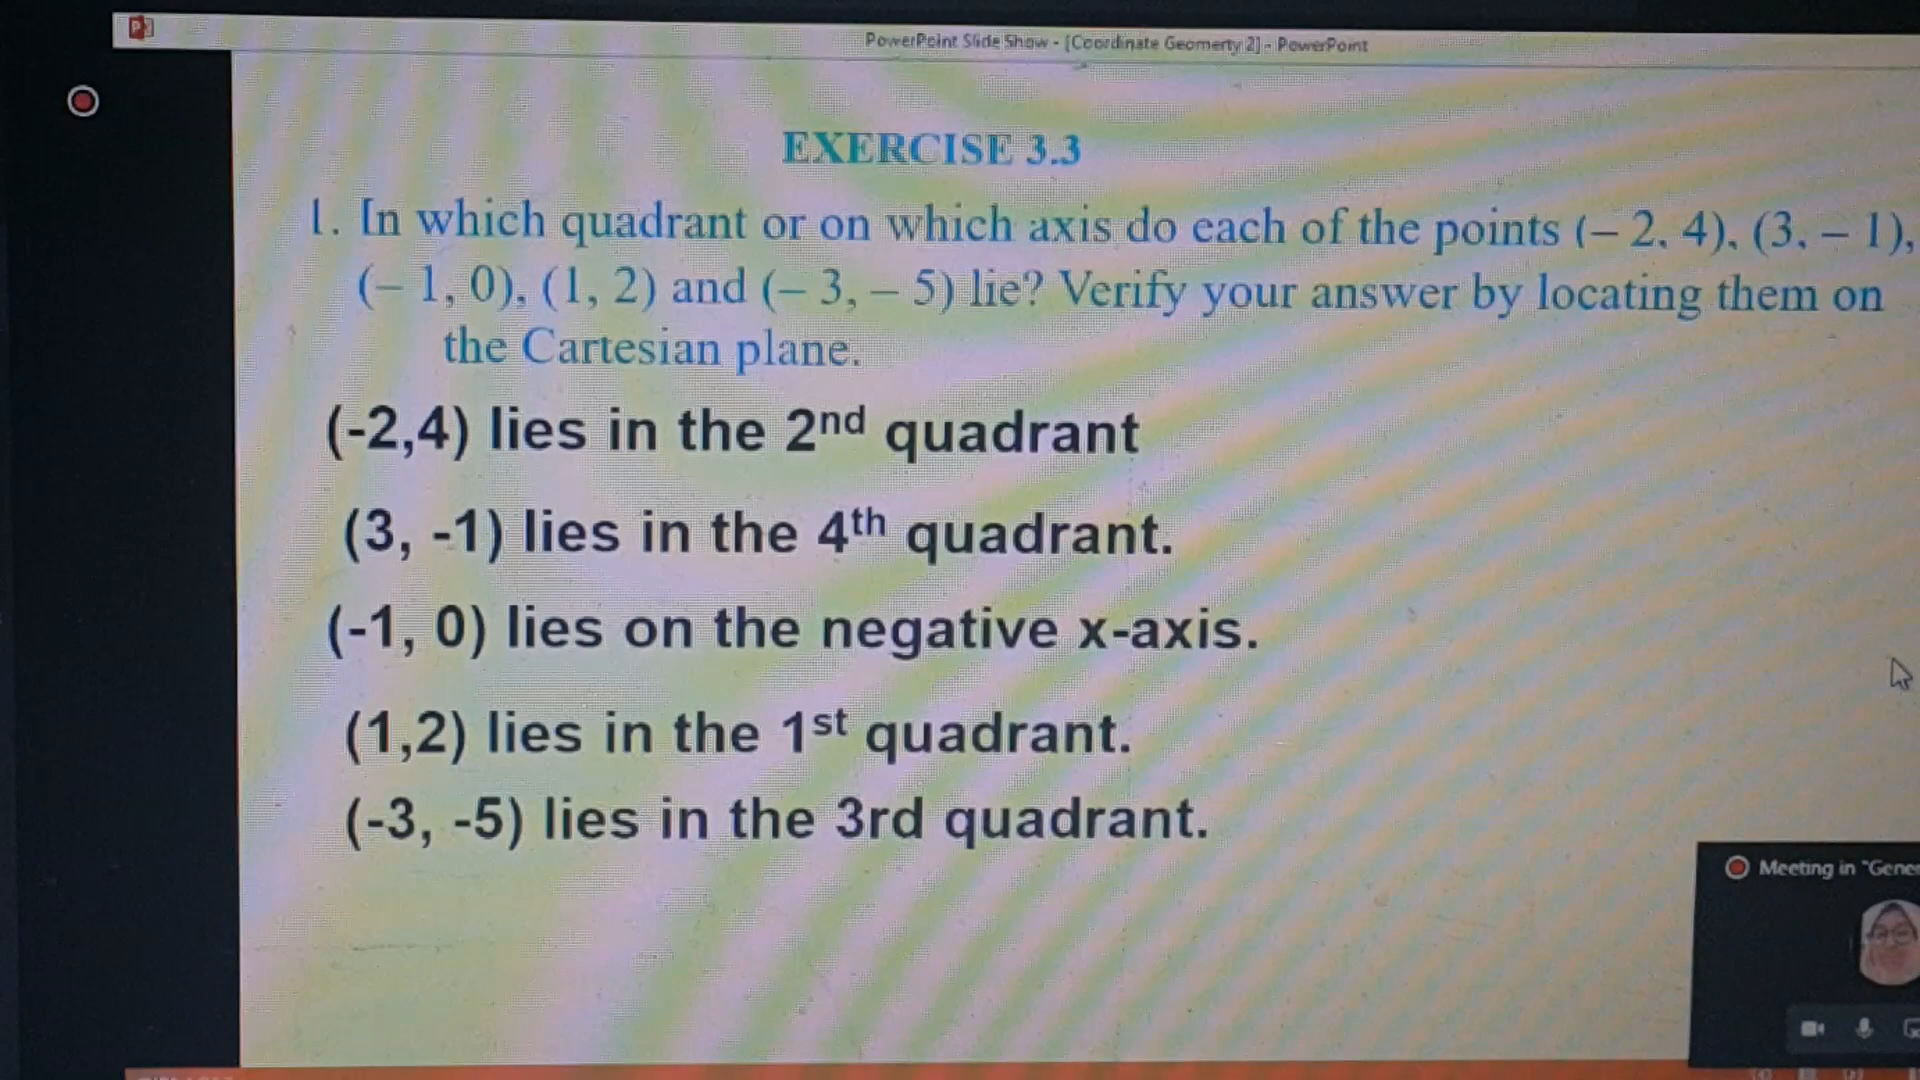 PowerPoint Slide Show - [Coordinate Geomerty 2] - PowerPoint
EXERCISE 3.3
1. In which quadrant or on which axis do each of the points (– 2, 4), (3, – 1),
(– 1, 0), (1, 2) and (– 3, – 5) lie? Verify your answer by locating them on
the Cartesian plane.
(-2,4) lies in the 2nd quadrant
(3, -1) lies in the 4th quadrant.
(-1, 0) lies on the negative x-axis.
(1,2) lies in the 1st quadrant.
(-3, -5) lies in the 3rd quadrant.
Meeting in "Gener